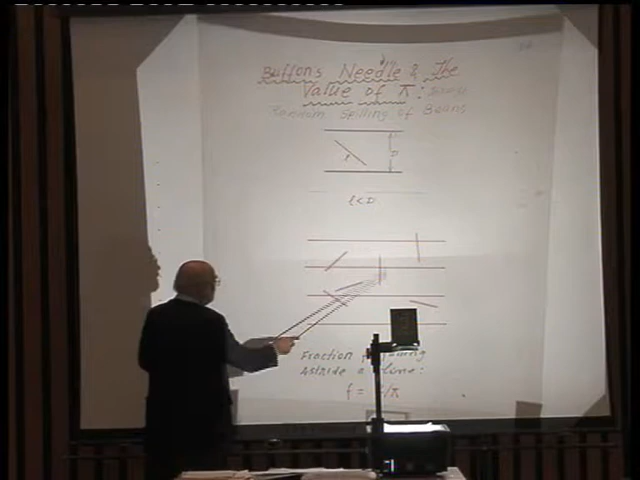 Buffon's Needle & The
Value of π:
Random Spilling of Beans
l
D
l < D
Fraction
Astride a Line:
f = /π